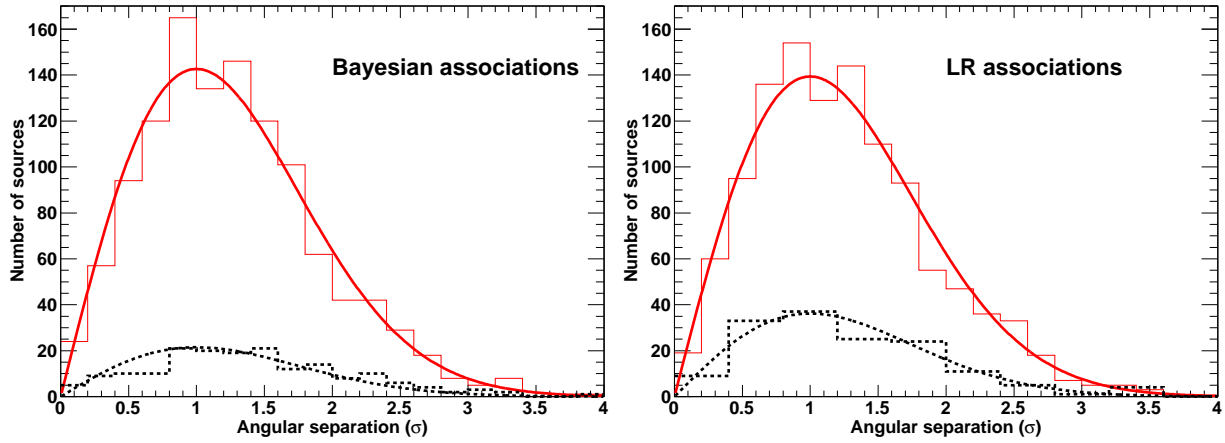 Bayesian associations
Number of sources
160
140
120
100
80
60
40
20
0
0 0.5 1 1.5 2 2.5 3 3.5 4
Angular separation (σ)
LR associations
Number of sources
160
140
120
100
80
60
40
20
0
0 0.5 1 1.5 2 2.5 3 3.5 4
Angular separation (σ)